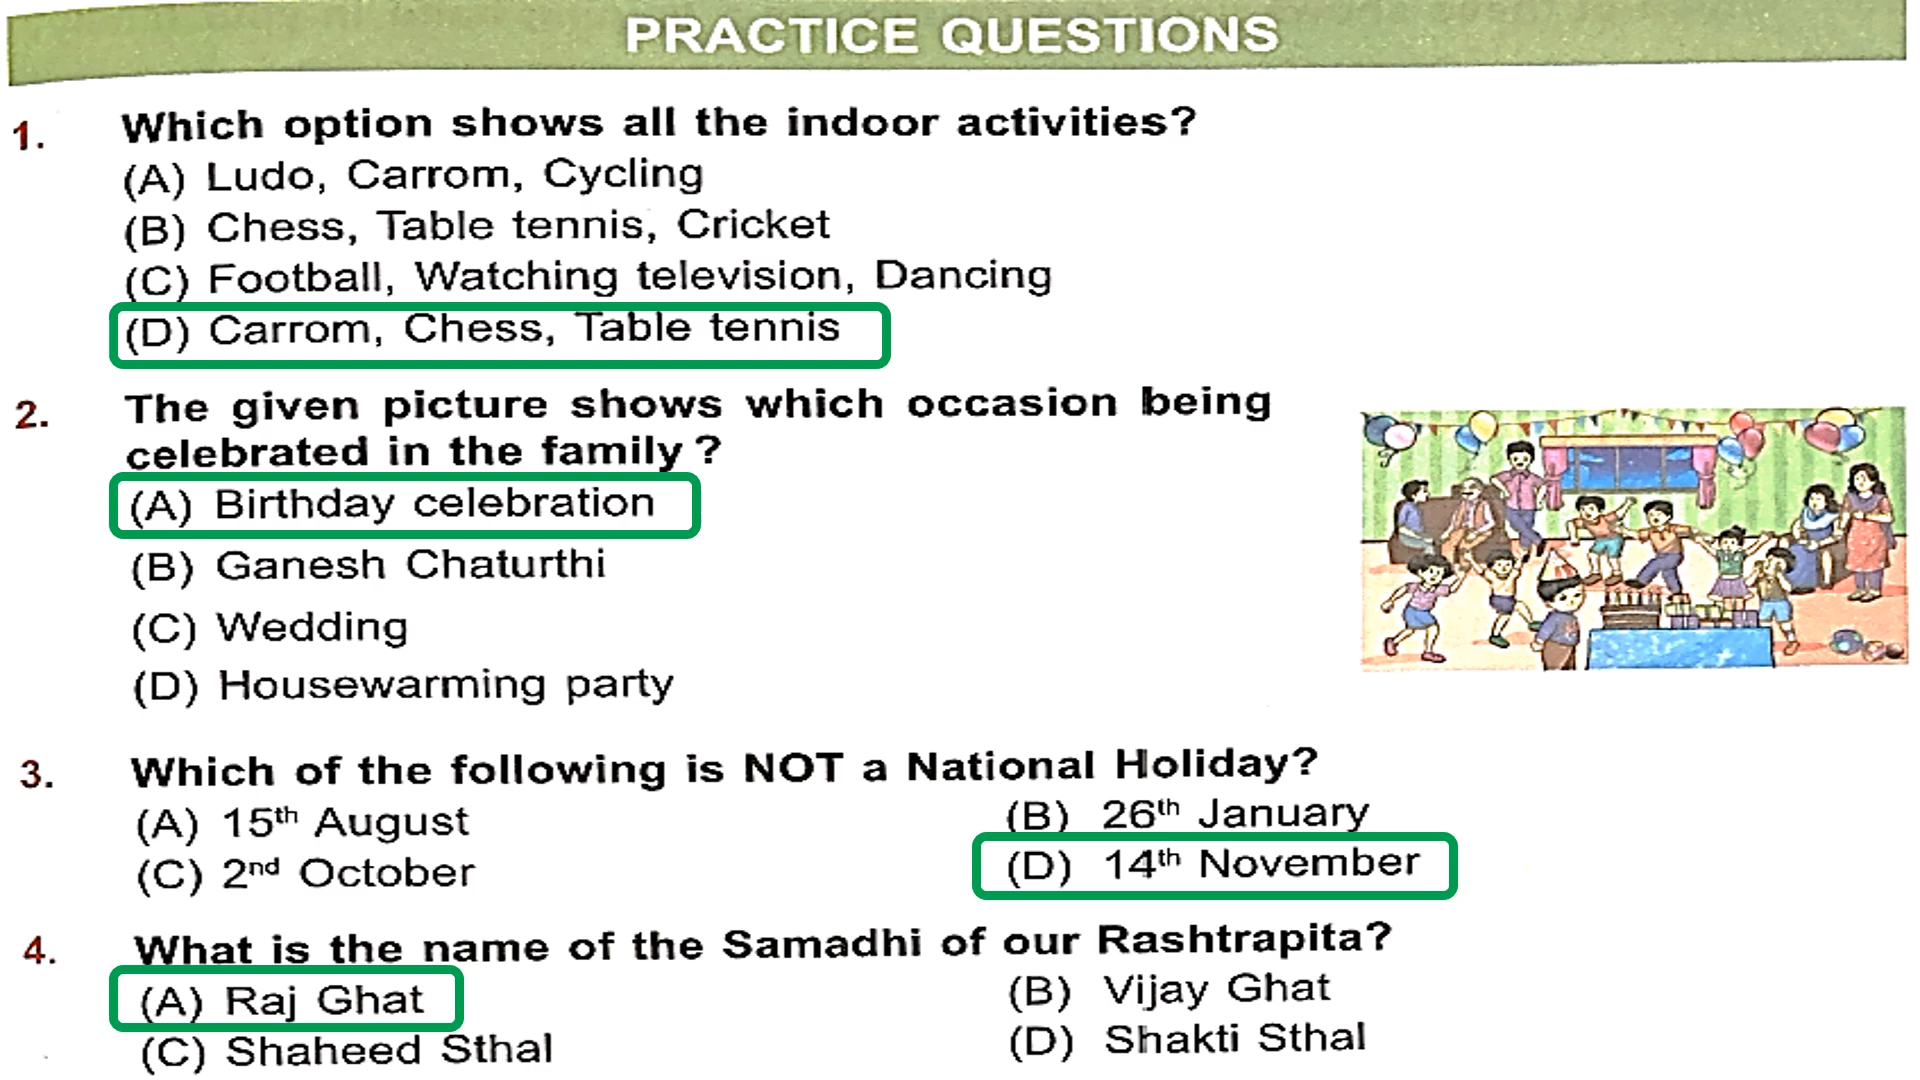 PRACTICE QUESTIONS
1. Which option shows all the indoor activities?
(A) Ludo, Carrom, Cycling
(B) Chess, Table tennis, Cricket
(C) Football, Watching television, Dancing
(D) Carrom, Chess, Table tennis
2. The given picture shows which occasion being
celebrated in the family ?
(A) Birthday celebration
(B) Ganesh Chaturthi
(C) Wedding
(D) Housewarming party
3. Which of the following is NOT a National Holiday?
(A) 15th August (B) 26th January
(C) 2nd October (D) 14th November
4. What is the name of the Samadhi of our Rashtrapita?
(A) Raj Ghat (B) Vijay Ghat
(C) Shaheed Sthal (D) Shakti Sthal